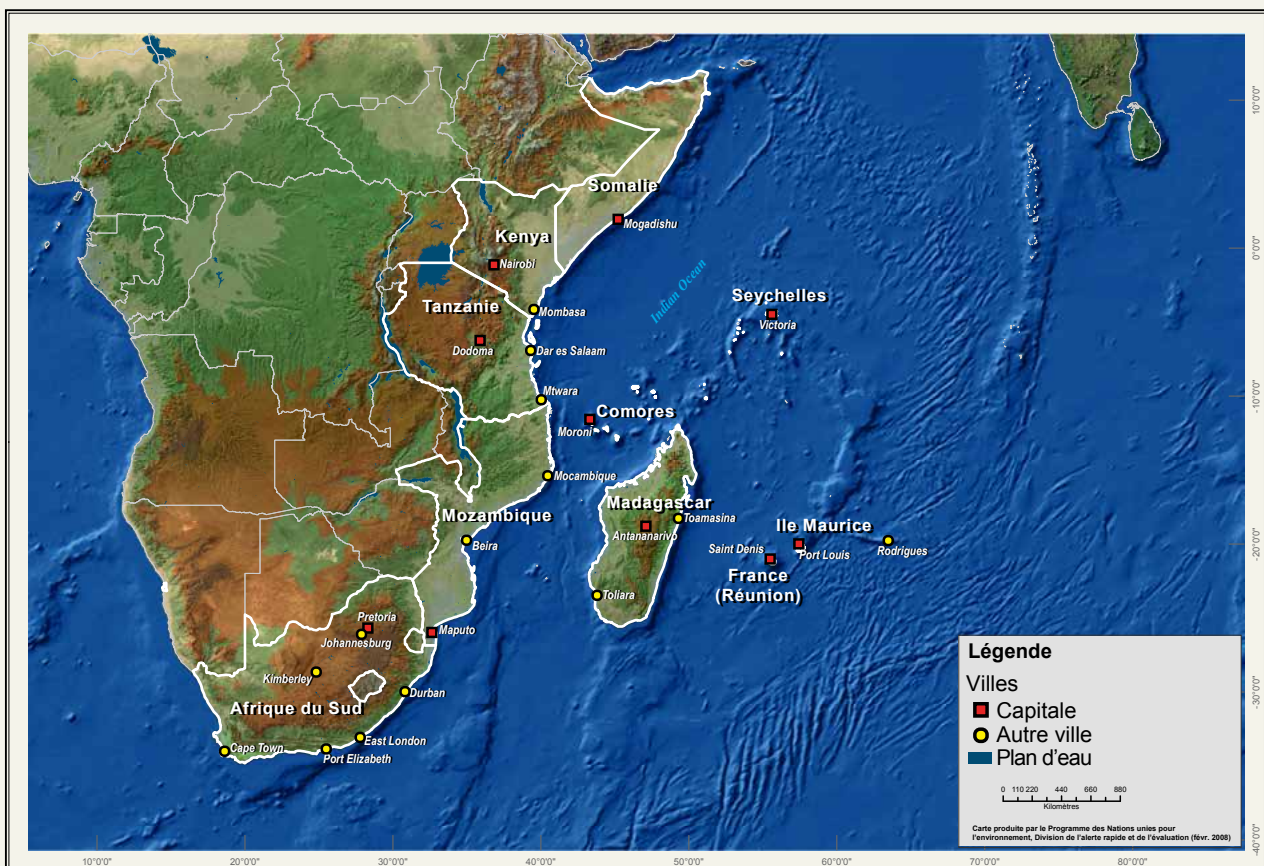 Somalie
Mogadishu
Kenya
Nairobi
Indian Ocean
Seychelles
Victoria
Tanzanie
Mombasa
Dodoma
Dar es Salaam
Mtwara
Comores
Moroni
Mocambique
Madagascar
Toamasina
Antananarivo
Mozambique
Ile Maurice
Beira
Saint Denis
Port Louis
Rodrigues
France
(Réunion)
Toliara
Pretoria
Johannesburg
Maputo
Kimberley
Durban
Afrique du Sud
East London
Cape Town
Port Elizabeth
10°0'0"
0°0'0"
-10°0'0"
-20°0'0"
-30°0'0"
-40°0'0"
Légende
Villes
Capitale
Autre ville
Plan d'eau
0 110 220 440 660 880
Kilomètres
Carte produite par le Programme des Nations unies pour
l'environnement, Division de l'alerte rapide et de l'évaluation (févr. 2008)
10°0'0" 20°0'0" 30°0'0" 40°0'0" 50°0'0" 60°0'0" 70°0'0" 80°0'0"